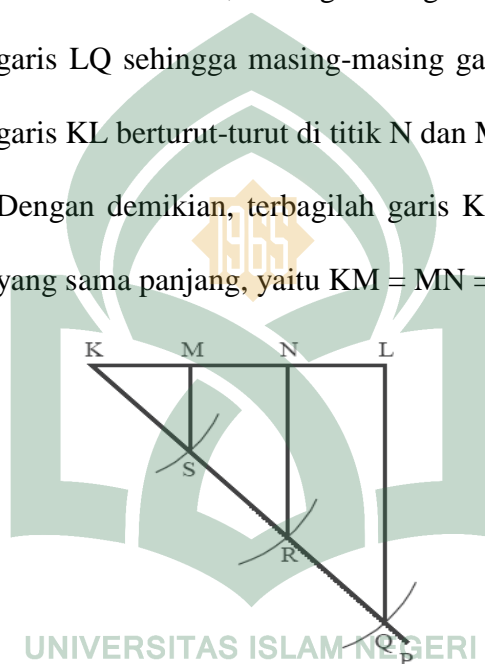 garis LQ sehingga masing-masing
garis KL berturut-turut di titik N dan
Dengan demikian, terbagilah garis
yang sama panjang, yaitu KM = MN =
1965
K M N L
S
R
Q
P
UNIVERSITAS ISLAM NEGERI